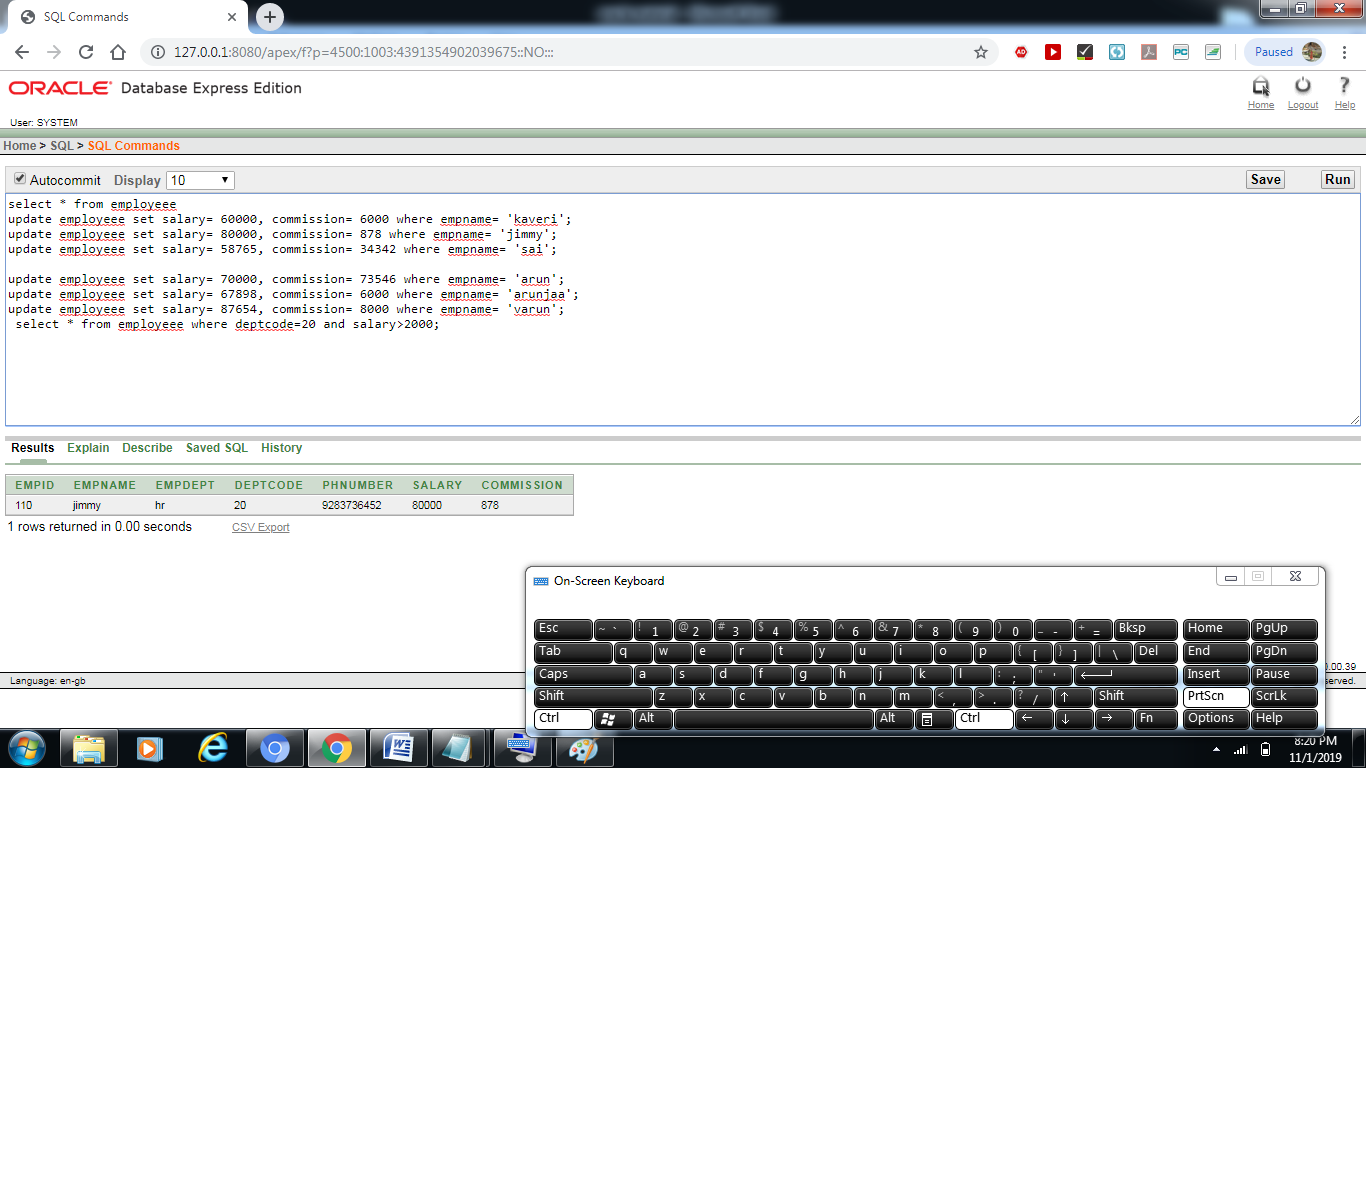 SQL Commands
127.0.0.1:8080/apex/f?p=4500:1003:4391354902039675::NO:::
Paused
ORACLE Database Express Edition
Home Logout Help
User: SYSTEM
Home > SQL > SQL Commands
Autocommit Display 10 Save Run
select * from employeee
update employeee set salary= 60000, commission= 6000 where empname= 'kaveri';
update employeee set salary= 80000, commission= 878 where empname= 'jimmy';
update employeee set salary= 58765, commission= 34342 where empname= 'sai';
update employeee set salary= 70000, commission= 73546 where empname= 'arun';
update employeee set salary= 67898, commission= 6000 where empname= 'arunjaa';
update employeee set salary= 87654, commission= 8000 where empname= 'varun';
select * from employeee where deptcode=20 and salary>2000;
Results Explain Describe Saved SQL History
EMPID EMPNAME EMPDEPT DEPTCODE PHNUMBER SALARY COMMISSION
110 jimmy hr 20 9283736452 80000 878
1 rows returned in 0.00 seconds CSV Export
On-Screen Keyboard
Esc ~ ` ! 1 @ 2 # 3 $ 4 % 5 ^ 6 & 7 * 8 ( 9 ) 0 _ - + = Bksp Home PgUp
Tab q w e r t y u i o p { [ } ] | \ Del End PgDn
Caps a s d f g h j k l : ; " ' Insert Pause
Shift z x c v b n m < , > . ? / ↑ Shift PrtScn ScrLk
Ctrl Alt Alt Ctrl ← ↓ → Fn Options Help
.00.39
Language: en-gb served.
8:20 PM
11/1/2019